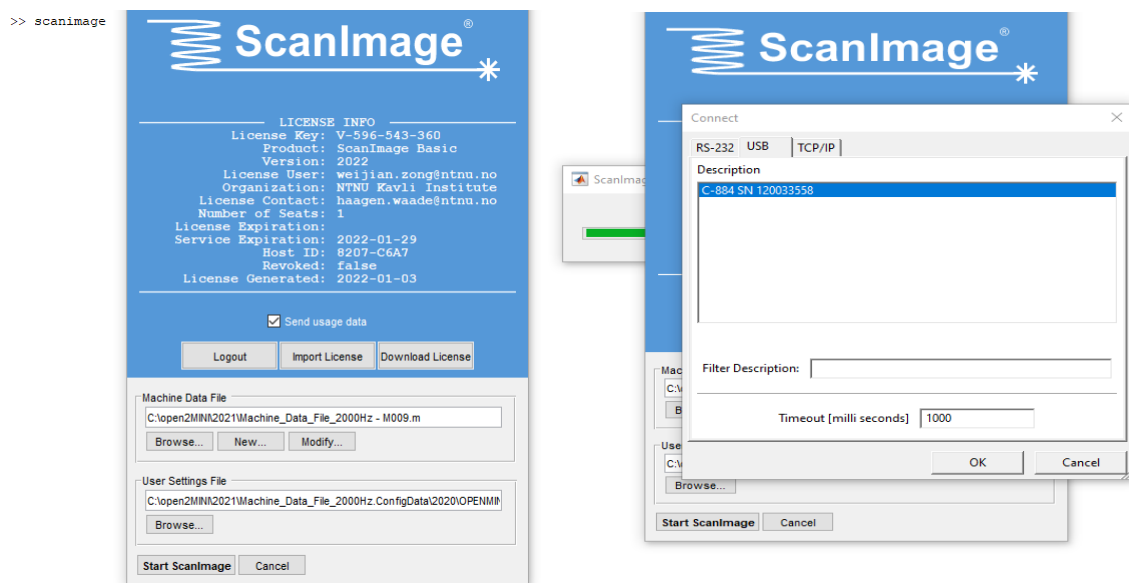 >> scanimage
ScanImage®
LICENSE INFO
License Key: V-596-543-360
Product: ScanImage Basic
Version: 2022
License User: weijian.zong@ntnu.no
Organization: NTNU Kavli Institute
License Contact: haagen.waade@ntnu.no
Number of Seats: 1
License Expiration:
Service Expiration: 2022-01-29
Host ID: 8207-C6A7
Revoked: false
License Generated: 2022-01-03
Send usage data
Logout Import License Download License
Machine Data File
C:\open2MINI\2021\Machine_Data_File_2000Hz - M009.m
Browse... New... Modify...
User Settings File
C:\open2MINI\2021\Machine_Data_File_2000Hz.ConfigData\2020\OPENMIN
Browse...
Start ScanImage Cancel
ScanImag
ScanImage®
Connect
RS-232 USB TCP/IP
Description
C-884 SN 120033558
Filter Description:
Timeout [milli seconds] 1000
OK Cancel
Mac
C:\
B
Use
C:\
Browse...
Start ScanImage Cancel